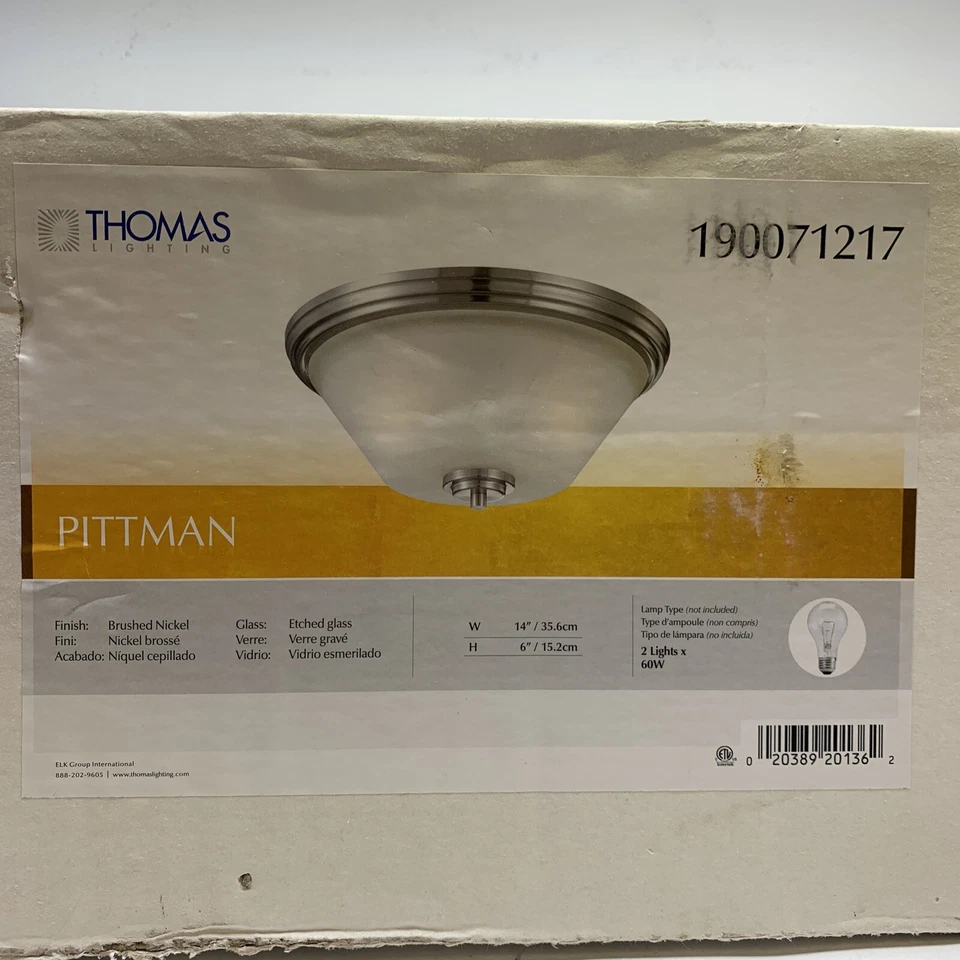 THOMAS
LIGHTING
190071217
PITTMAN
Finish: Brushed Nickel
Fini: Nickel brossé
Acabado: Níquel cepillado
Glass: Etched glass
Verre: Verre gravé
Vidrio: Vidrio esmerilado
W 14" / 35.6cm
H 6" / 15.2cm
Lamp Type (not included)
Type d'ampoule (non compris)
Tipo de lámpara (no incluida)
2 Lights x
60W
ELK Group International
888-202-9605 | www.thomaslighting.com
ETL
0 20389 20136 2